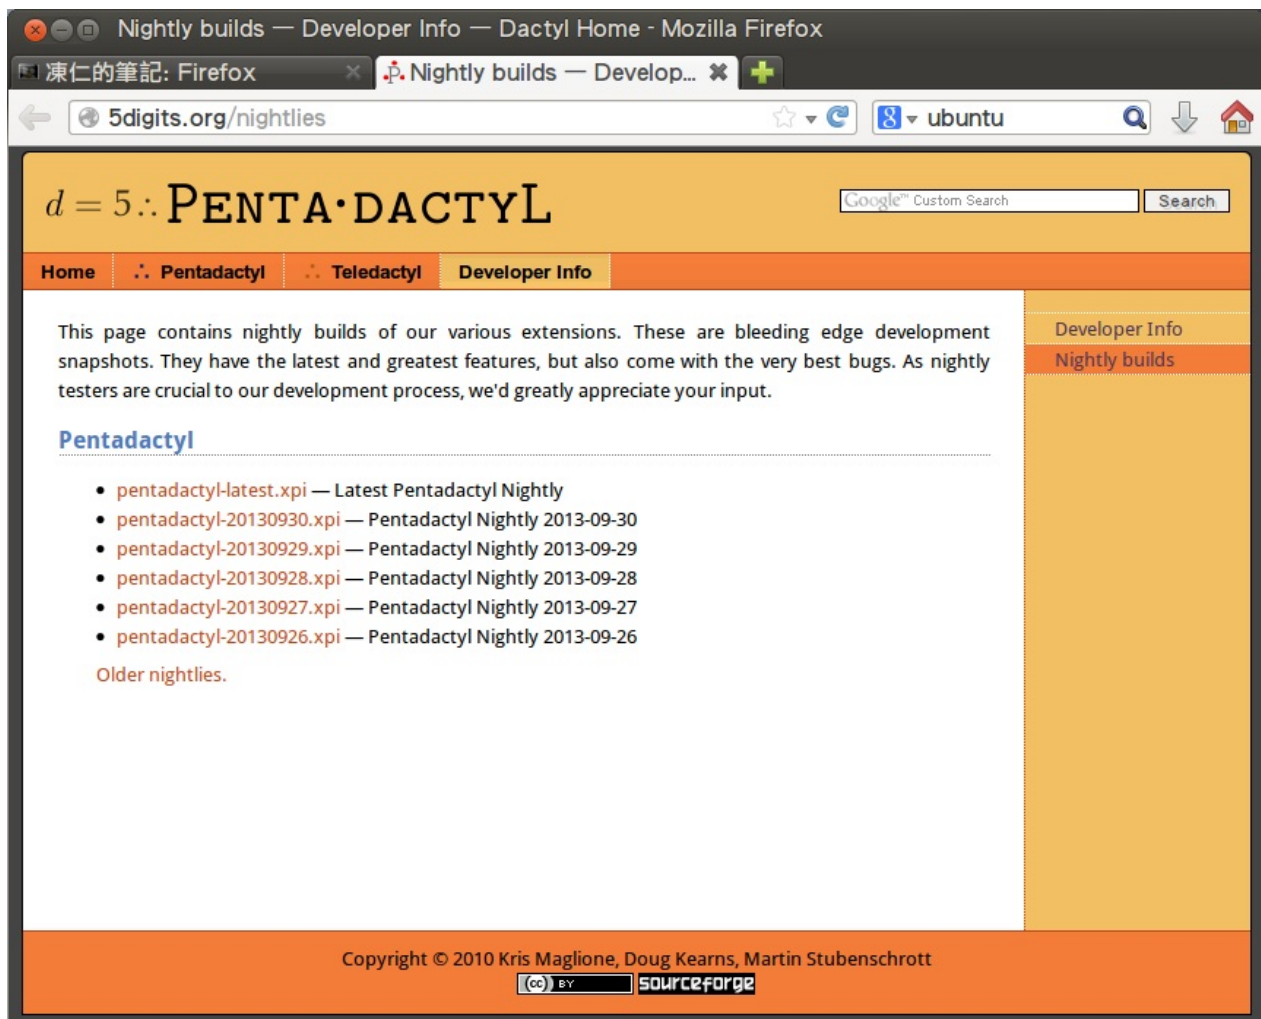 Nightly builds — Developer Info — Dactyl Home - Mozilla Firefox
凍仁的筆記: Firefox
Nightly builds — Develop...
5digits.org/nightlies
ubuntu
d = 5∴ PENTA·DACTYL
Google™ Custom Search
Search
Home
Pentadactyl
Teledactyl
Developer Info
This page contains nightly builds of our various extensions. These are bleeding edge development
snapshots. They have the latest and greatest features, but also come with the very best bugs. As nightly
testers are crucial to our development process, we'd greatly appreciate your input.
Pentadactyl
• pentadactyl-latest.xpi — Latest Pentadactyl Nightly
• pentadactyl-20130930.xpi — Pentadactyl Nightly 2013-09-30
• pentadactyl-20130929.xpi — Pentadactyl Nightly 2013-09-29
• pentadactyl-20130928.xpi — Pentadactyl Nightly 2013-09-28
• pentadactyl-20130927.xpi — Pentadactyl Nightly 2013-09-27
• pentadactyl-20130926.xpi — Pentadactyl Nightly 2013-09-26
Older nightlies.
Developer Info
Nightly builds
Copyright © 2010 Kris Maglione, Doug Kearns, Martin Stubenschrott
(cc) BY
sourceforge